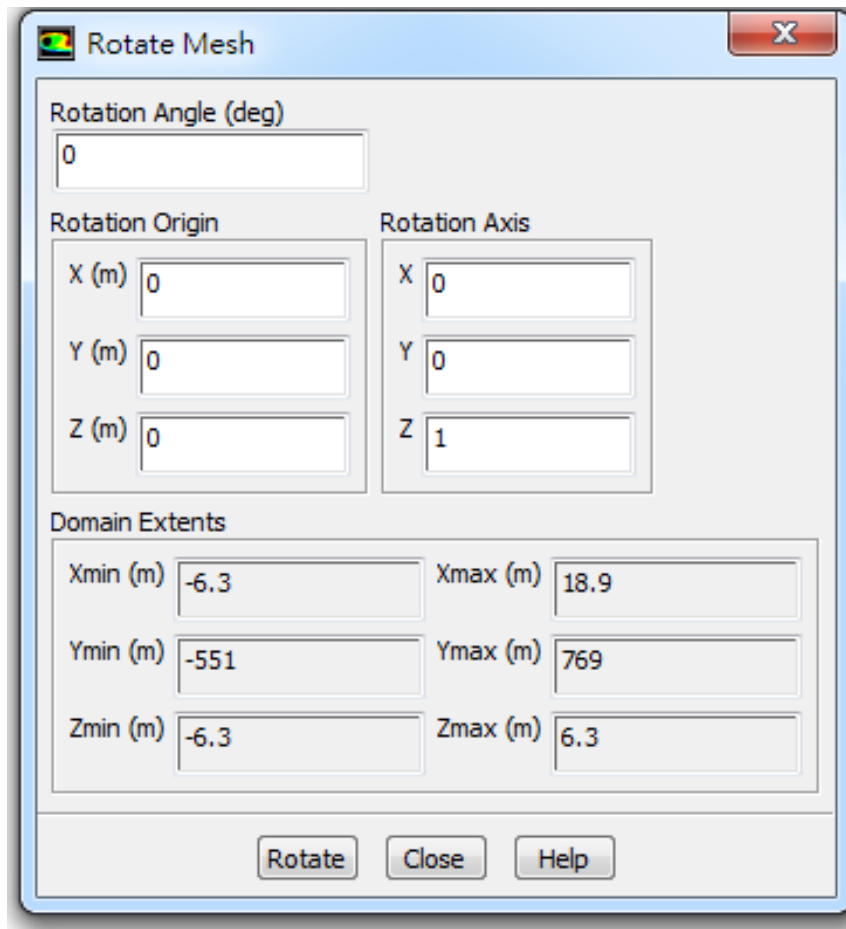 Rotate Mesh
Rotation Angle (deg)
0
Rotation Origin
X (m) 0
Y (m) 0
Z (m) 0
Rotation Axis
X 0
Y 0
Z 1
Domain Extents
Xmin (m) -6.3 Xmax (m) 18.9
Ymin (m) -551 Ymax (m) 769
Zmin (m) -6.3 Zmax (m) 6.3
Rotate Close Help